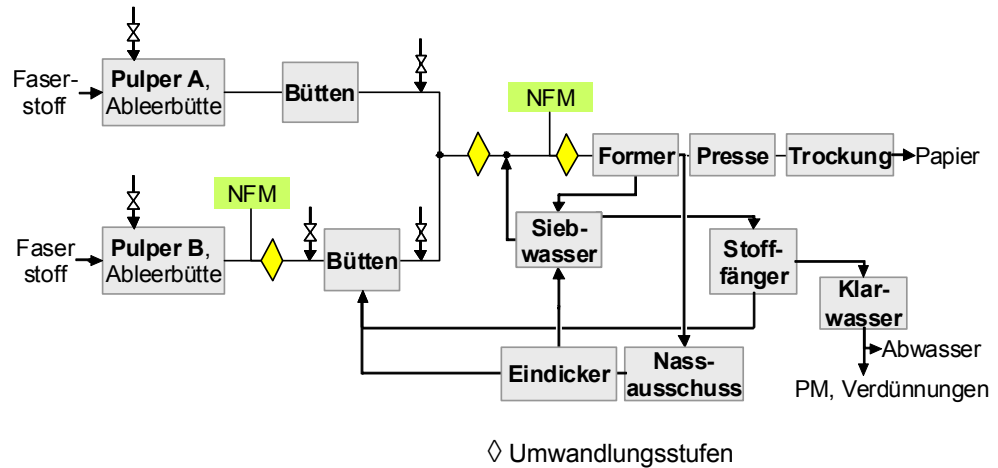 Faser-
stoff
Pulper A,
Ableerbütte
Bütten
NFM
Former
Presse
Trockung
Papier
NFM
Faser
stoff
Pulper B,
Ableerbütte
Bütten
Sieb-
wasser
Stoff-
fänger
Klar-
wasser
Abwasser
Eindicker
Nass-
ausschuss
PM, Verdünnungen
Umwandlungsstufen